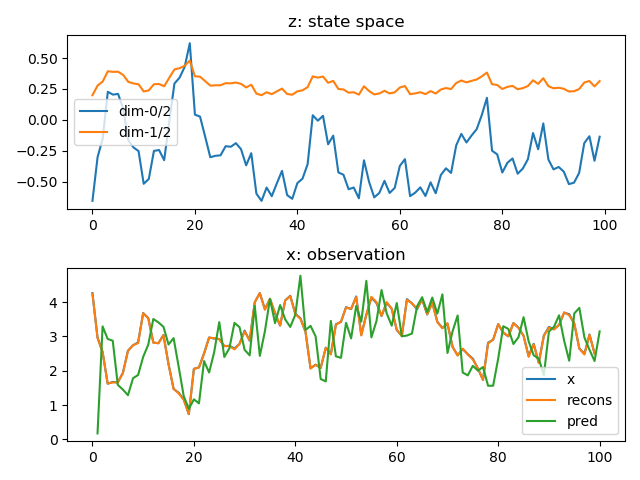 z: state space
0.50
0.25
0.00
−0.25
−0.50
dim-0/2
dim-1/2
0 20 40 60 80 100
x: observation
4
3
2
1
0
x
recons
pred
0 20 40 60 80 100